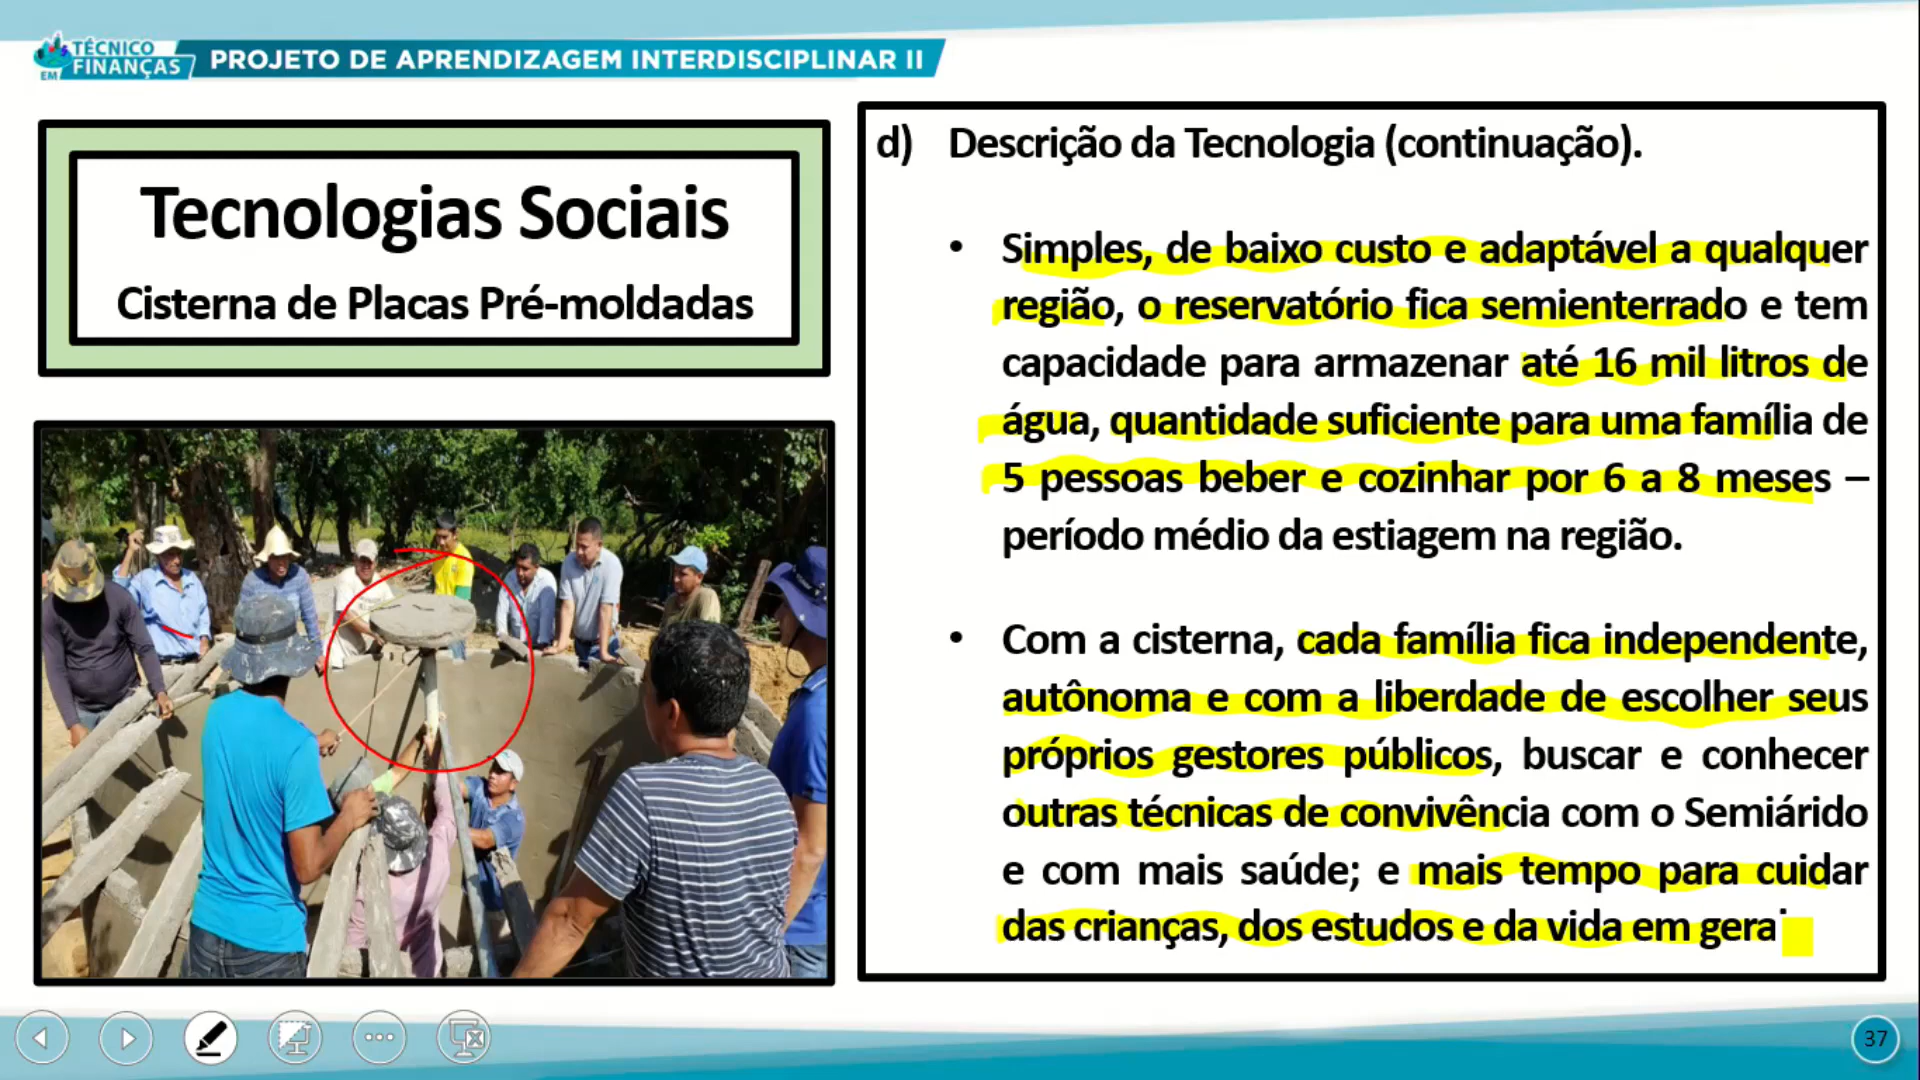 TÉCNICO
EM FINANÇAS
PROJETO DE APRENDIZAGEM INTERDISCIPLINAR II
Tecnologias Sociais
Cisterna de Placas Pré-moldadas
d) Descrição da Tecnologia (continuação).
• Simples, de baixo custo e adaptável a qualquer
região, o reservatório fica semienterrado e tem
capacidade para armazenar até 16 mil litros de
água, quantidade suficiente para uma família de
5 pessoas beber e cozinhar por 6 a 8 meses –
período médio da estiagem na região.
• Com a cisterna, cada família fica independente,
autônoma e com a liberdade de escolher seus
próprios gestores públicos, buscar e conhecer
outras técnicas de convivência com o Semiárido
e com mais saúde; e mais tempo para cuidar
das crianças, dos estudos e da vida em gera
37